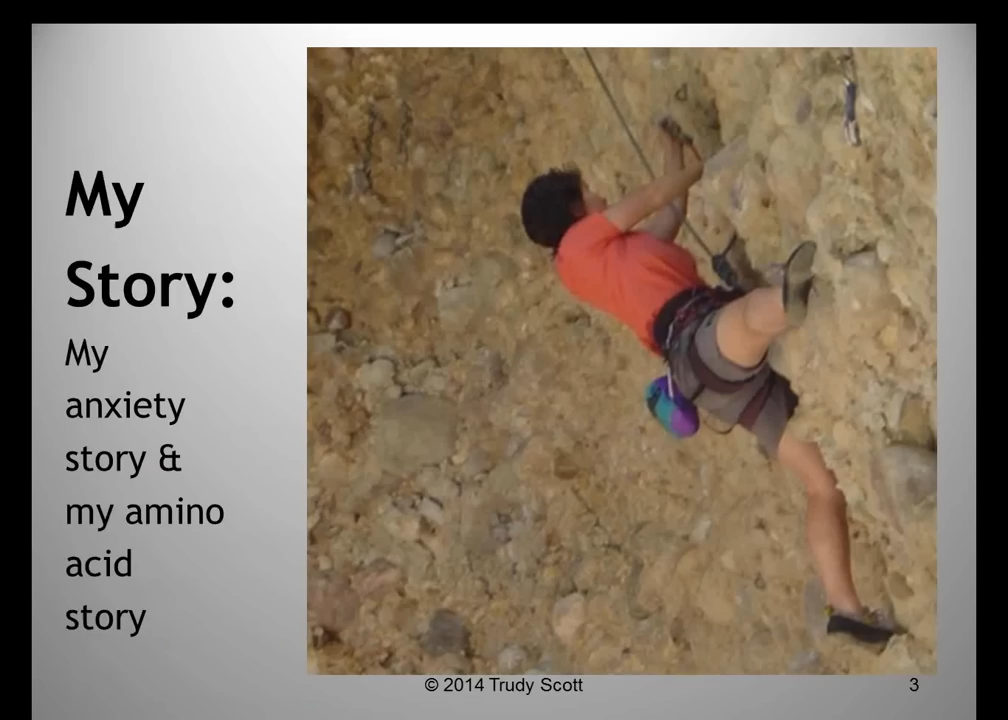 My
Story:
My
anxiety
story &
my amino
acid
story
© 2014 Trudy Scott
3